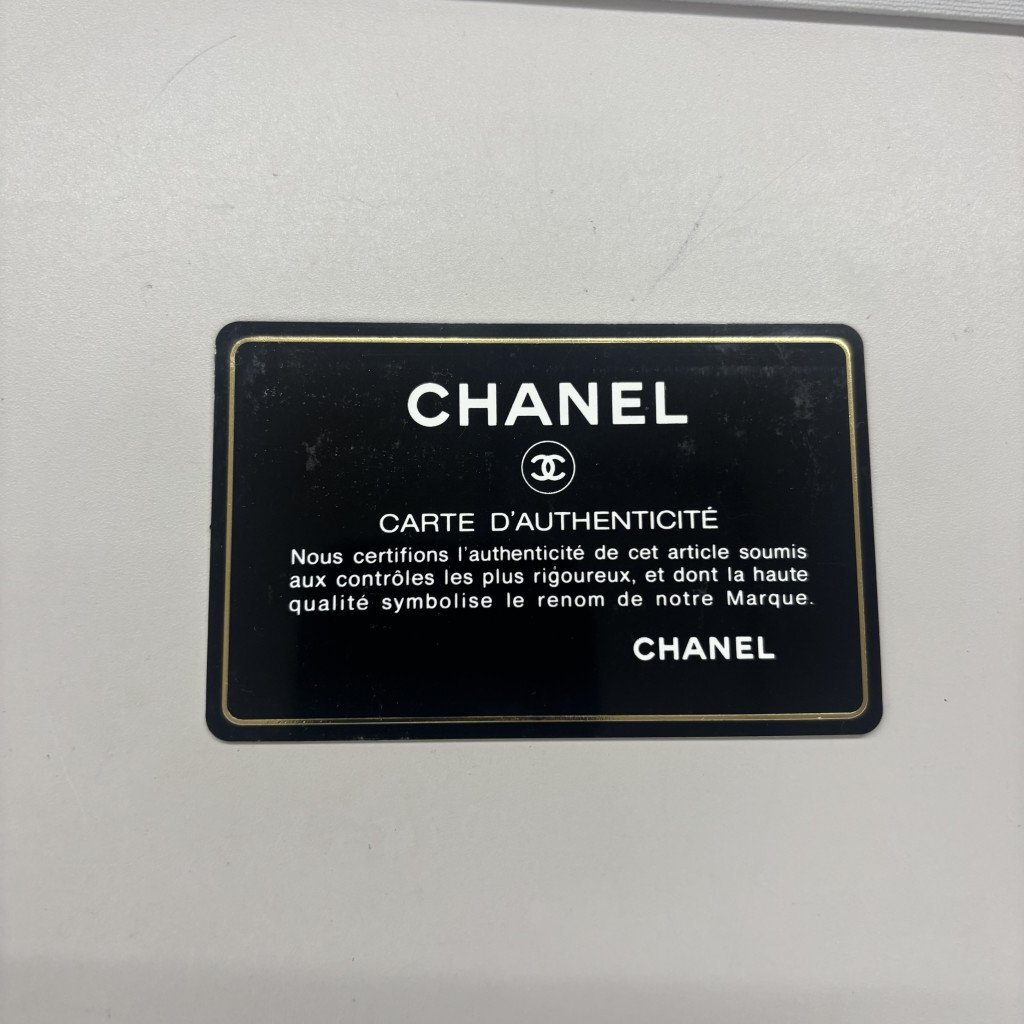 CHANEL
CARTE D'AUTHENTICITÉ
Nous certifions l'authenticité de cet article soumis
aux contrôles les plus rigoureux, et dont la haute
qualité symbolise le renom de notre Marque.
CHANEL